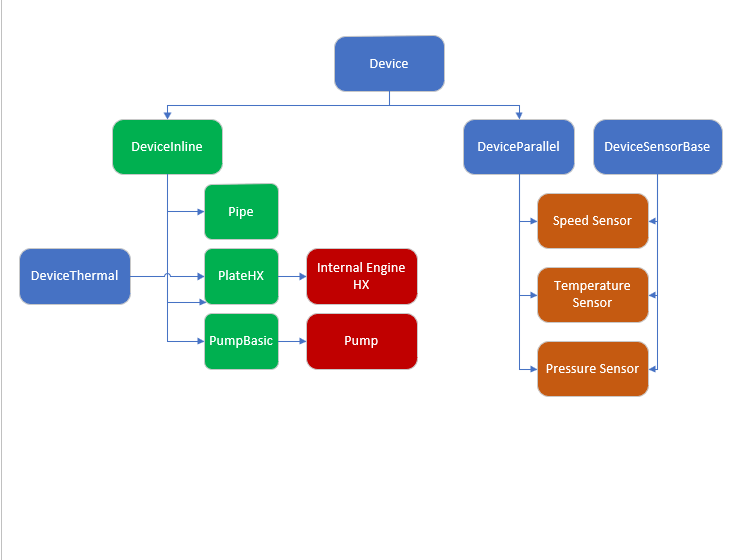 Device
DeviceInline
DeviceParallel
DeviceSensorBase
Pipe
Speed Sensor
DeviceThermal
PlateHX
Internal Engine
HX
Temperature
Sensor
PumpBasic
Pump
Pressure Sensor